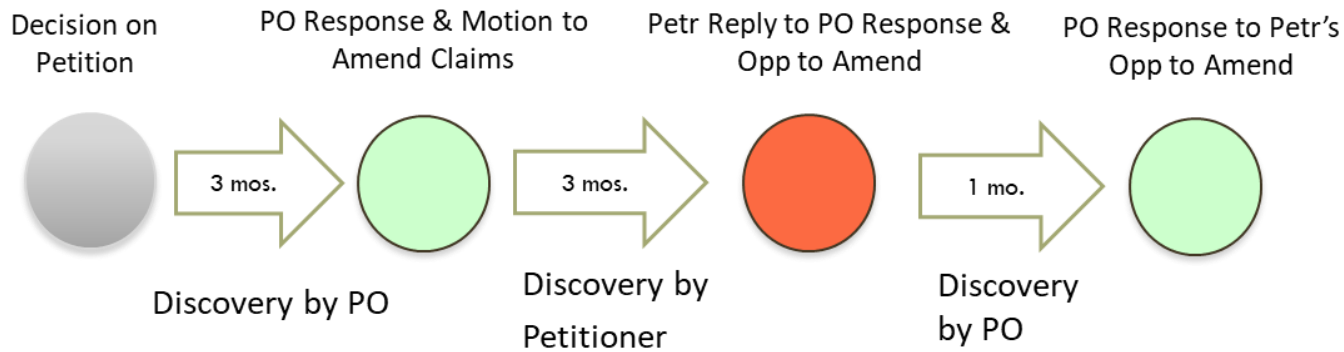 Decision on
Petition
PO Response & Motion to
Amend Claims
Petr Reply to PO Response &
Opp to Amend
PO Response to Petr’s
Opp to Amend
3 mos.
3 mos.
1 mo.
Discovery by PO
Discovery by
Petitioner
Discovery
by PO